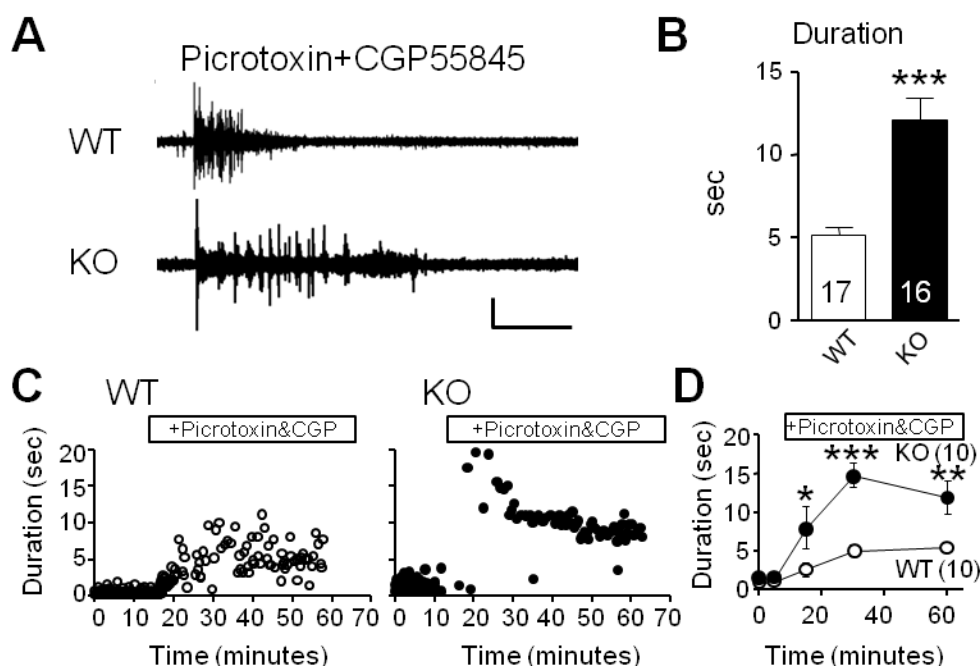 A
Picrotoxin+CGP55845
WT
KO
B
Duration
15
10
5
0
sec
***
17
16
WT
KO
C
WT
+Picrotoxin&CGP
Duration (sec)
20
15
10
5
0
0 10 20 30 40 50 60 70
Time (minutes)
KO
+Picrotoxin&CGP
0 10 20 30 40 50 60 70
Time (minutes)
D
+Picrotoxin&CGP
Duration (sec)
20
15
10
5
0
*
***
**
KO (10)
WT (10)
0 20 40 60
Time (minutes)